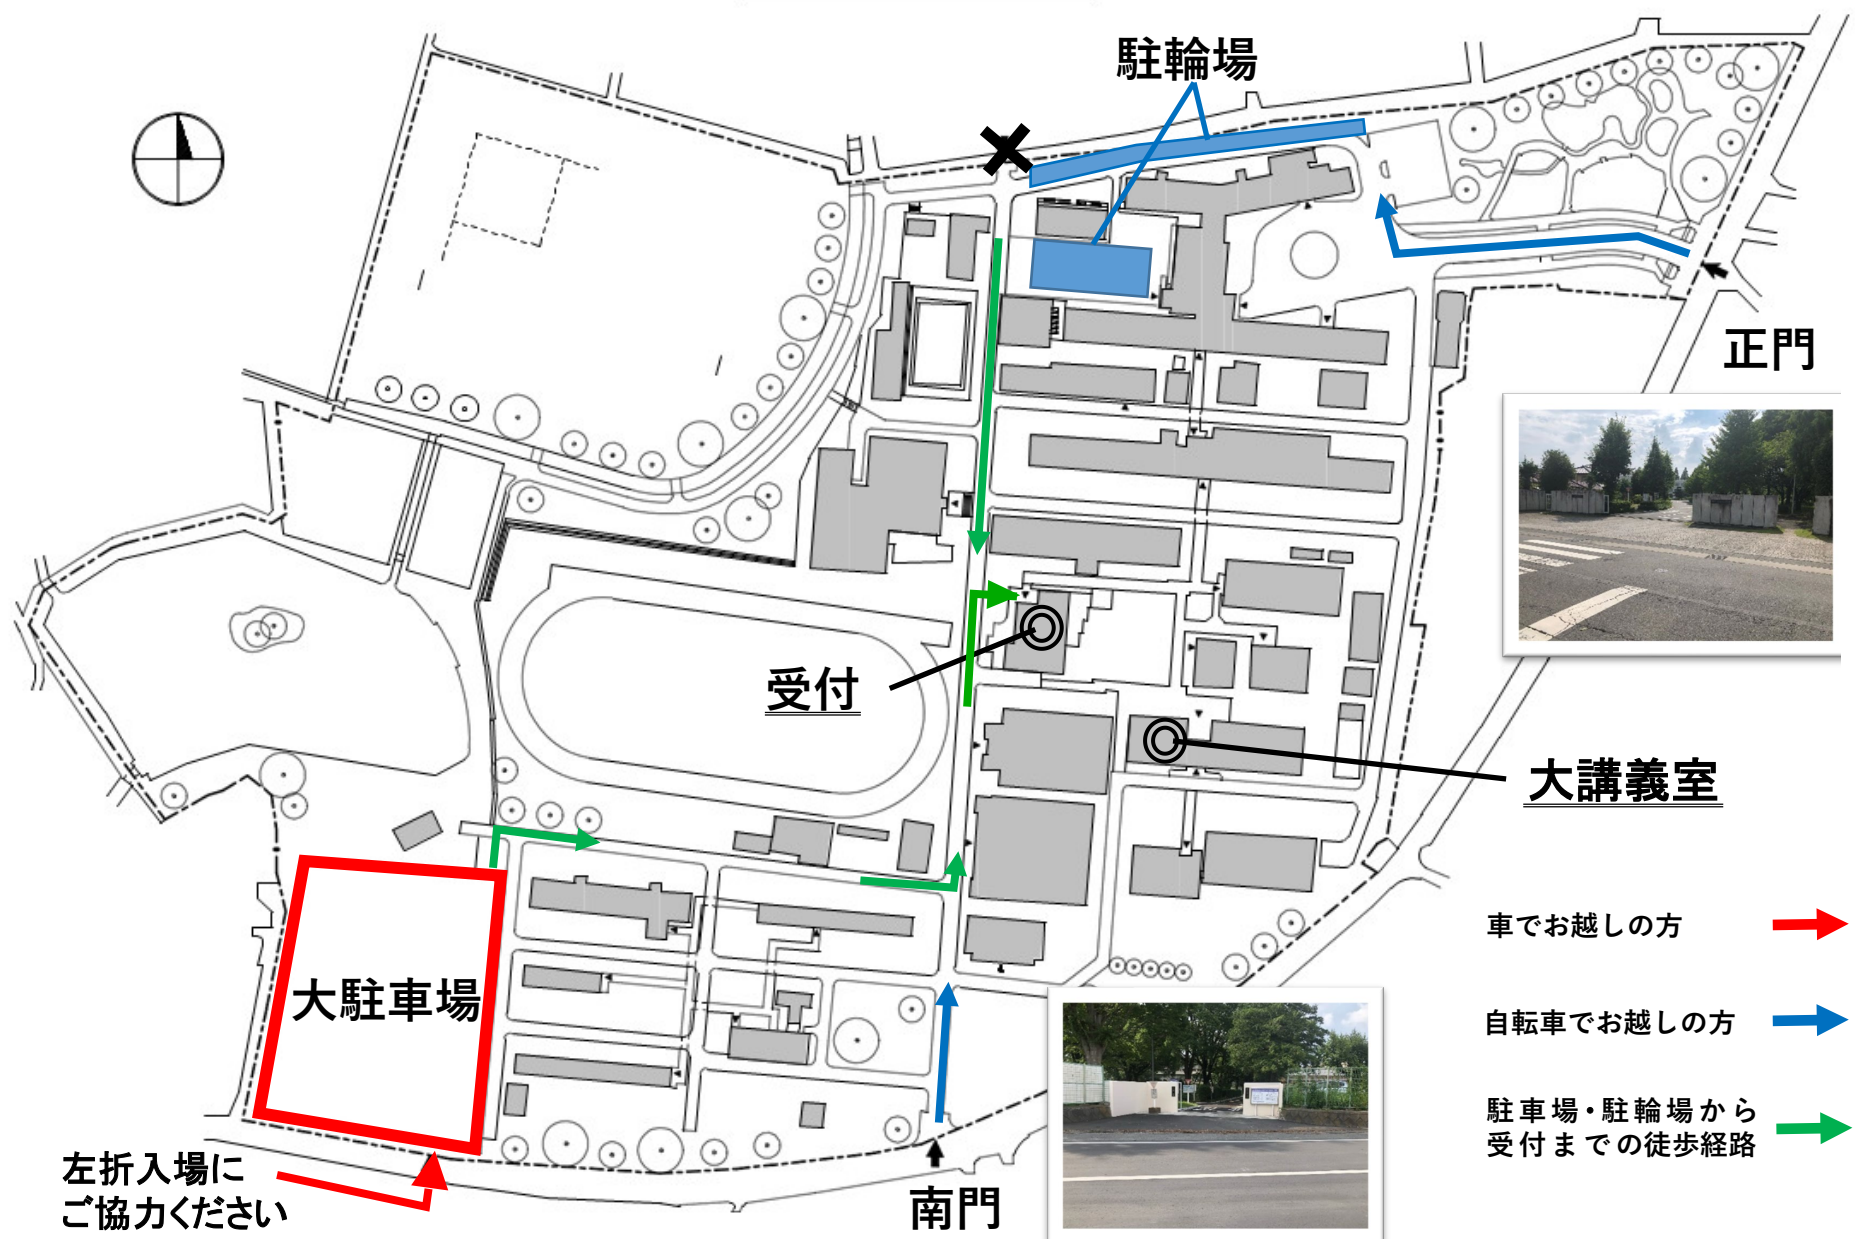 駐輪場
正門
受付
大講義室
大駐車場
車でお越しの方
自転車でお越しの方
駐車場・駐輪場から
受付までの徒歩経路
左折入場に
ご協力ください
南門